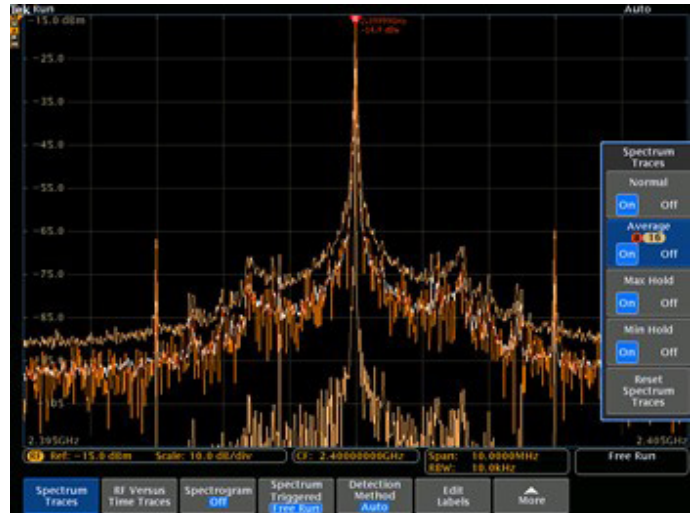 Tek Run
Auto
-15.0 dBm
-25.0
-35.0
-45.0
-55.0
-65.0
-75.0
-85.0
2.395GHz
2.405GHz
Spectrum
Traces
Normal
On Off
Average
16
On Off
Max Hold
On Off
Min Hold
On Off
Reset
Spectrum
Traces
RF Ref: -15.0 dBm Scale: 10.0 dB/div
CF: 2.40000000GHz
Span: 10.0000MHz
RBW: 10.0kHz
Free Run
Spectrum
Traces
RF Versus
Time Traces
Spectrogram
Off
Spectrum
Triggered
Free Run
Detection
Method
Auto
Edit
Labels
More